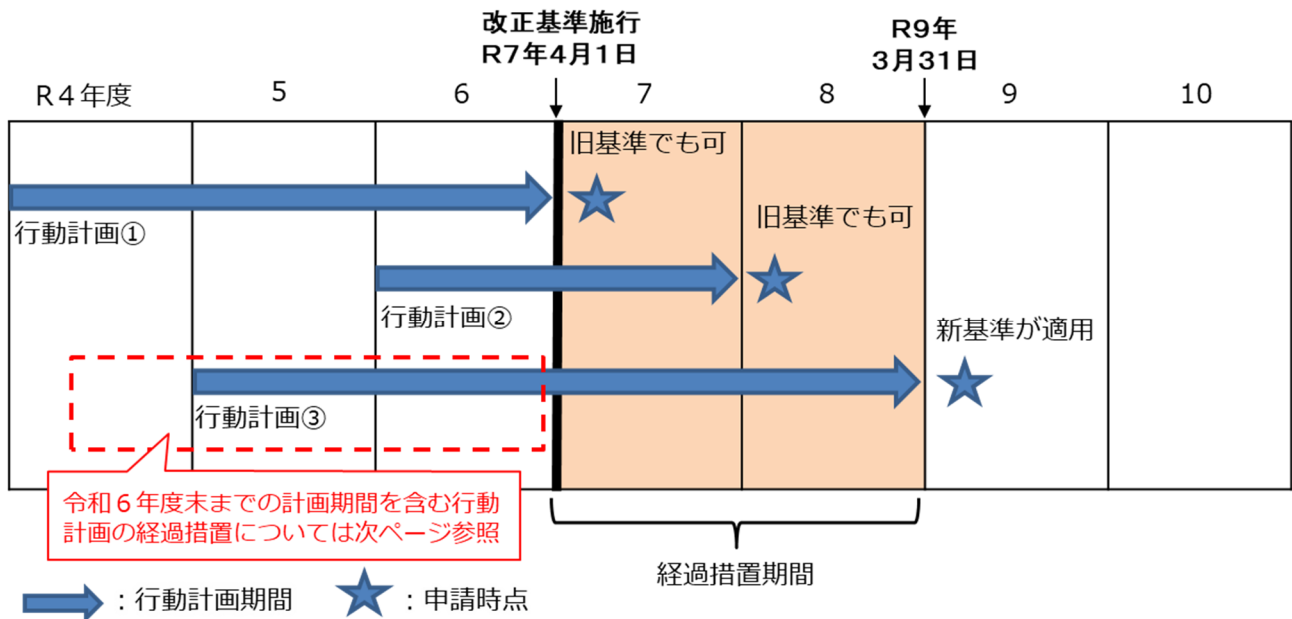 改正基準施行
R7年4月1日
R9年
3月31日
R４年度
5
6
7
8
9
10
旧基準でも可
行動計画①
旧基準でも可
行動計画②
新基準が適用
行動計画③
令和６年度末までの計画期間を含む行動
計画の経過措置については次ページ参照
経過措置期間
：行動計画期間
：申請時点